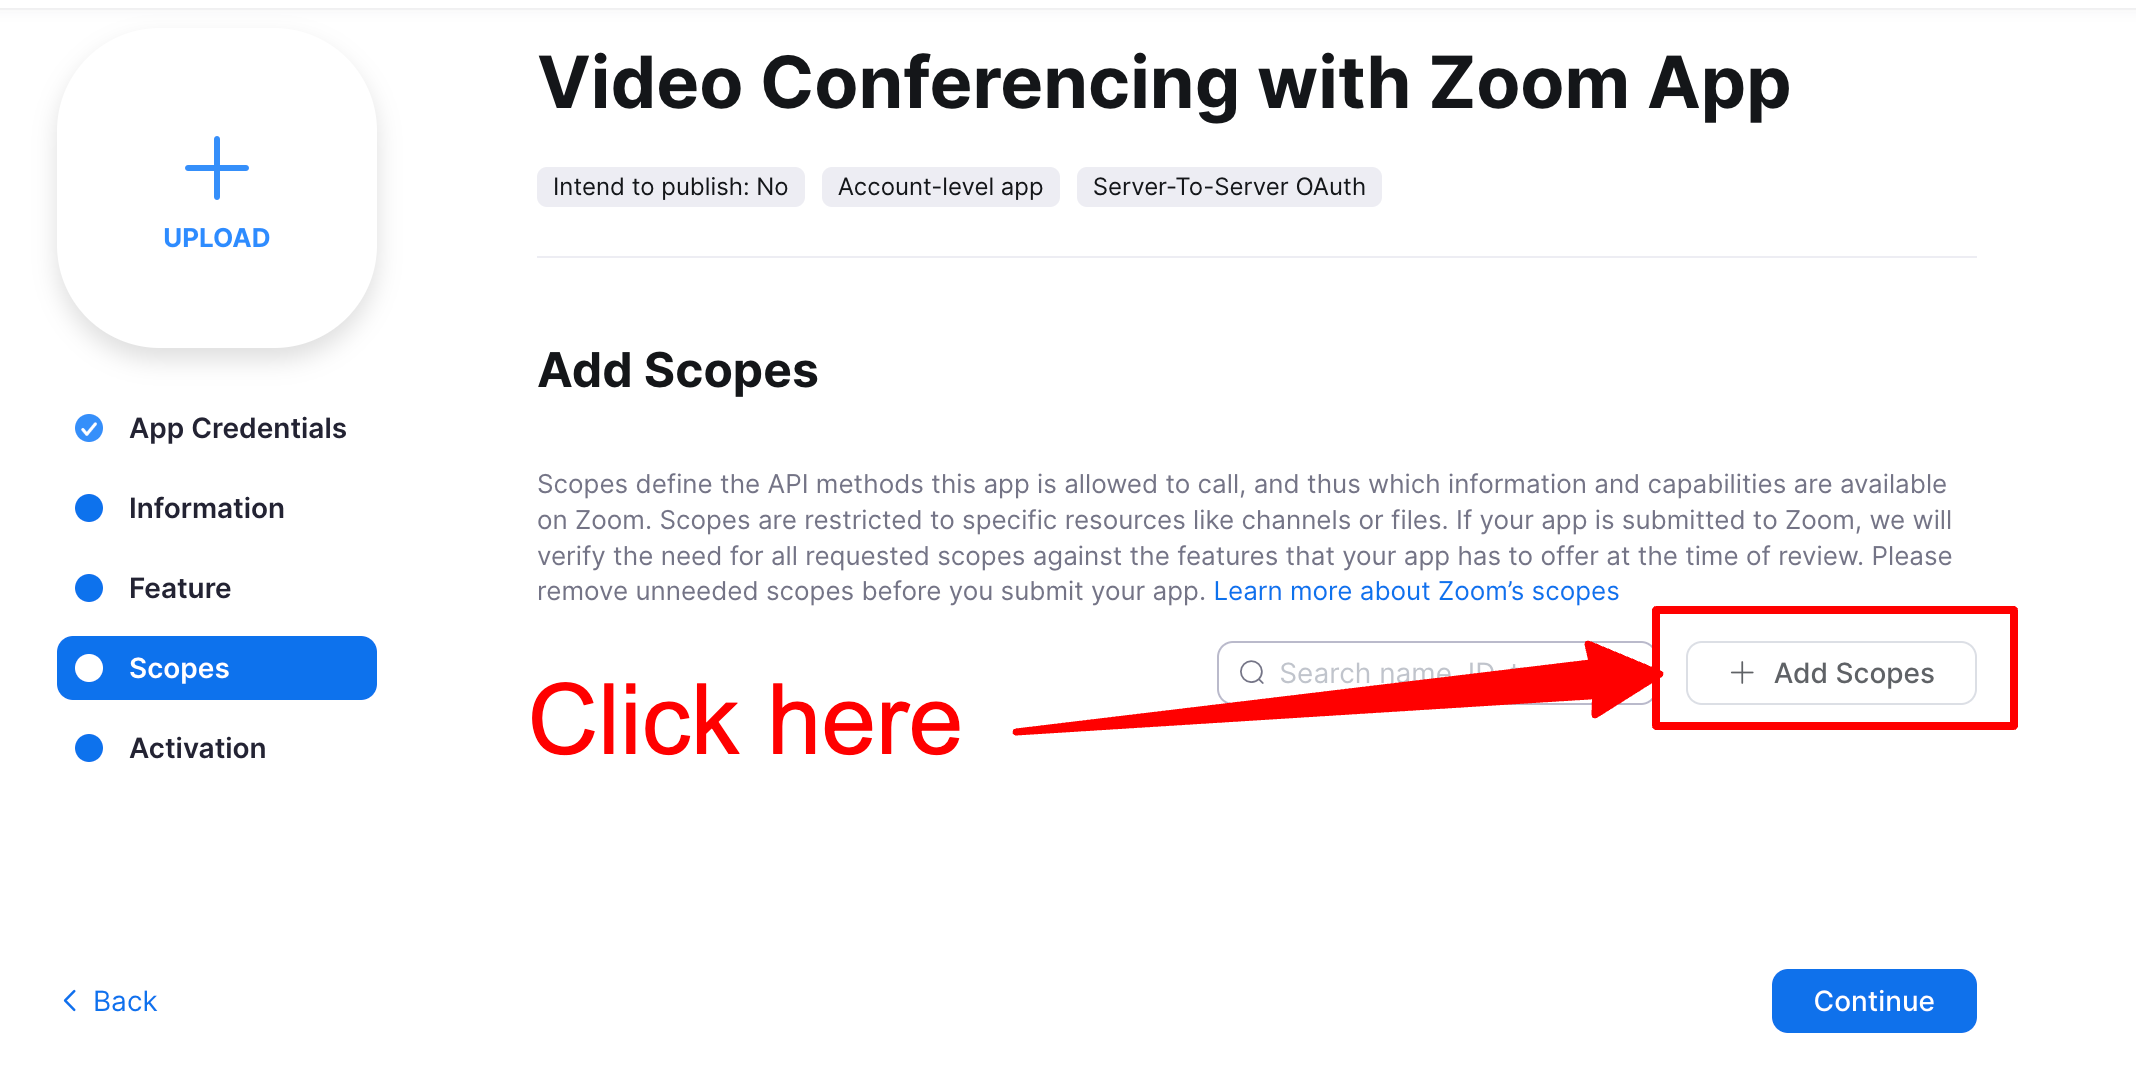 Video Conferencing with Zoom App
UPLOAD
Intend to publish: No
Account-level app
Server-To-Server OAuth
Add Scopes
App Credentials
Information
Feature
Scopes
Activation
Scopes define the API methods this app is allowed to call, and thus which information and capabilities are available
on Zoom. Scopes are restricted to specific resources like channels or files. If your app is submitted to Zoom, we will
verify the need for all requested scopes against the features that your app has to offer at the time of review. Please
remove unneeded scopes before you submit your app. Learn more about Zoom’s scopes
Search name,
+ Add Scopes
Click here
Back
Continue